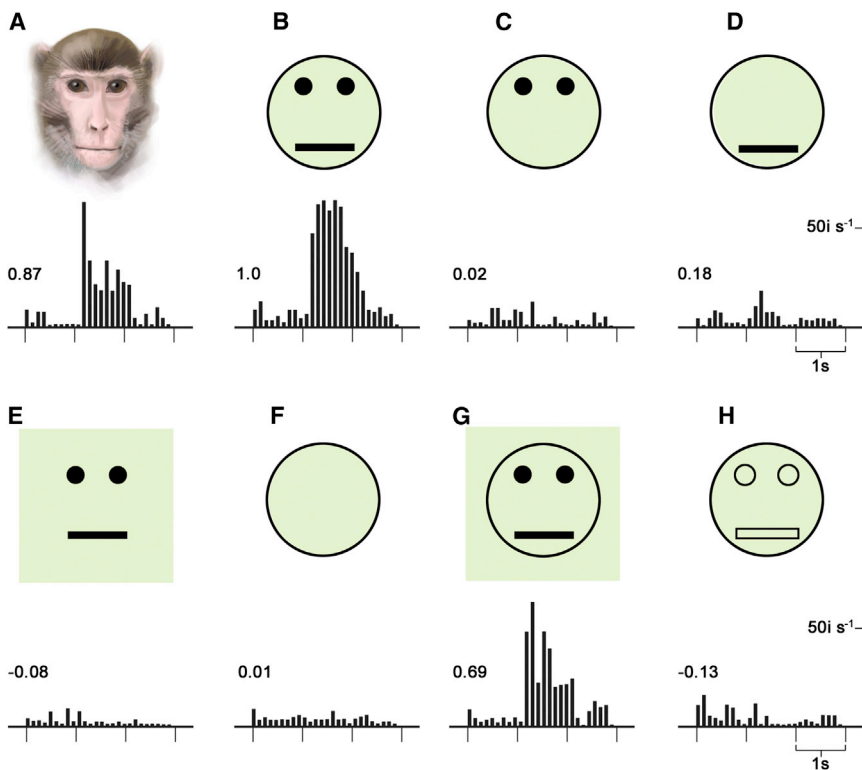 A
B
C
D
0.87
1.0
0.02
0.18
50i s⁻¹
1s
E
F
G
H
-0.08
0.01
0.69
-0.13
50i s⁻¹
1s